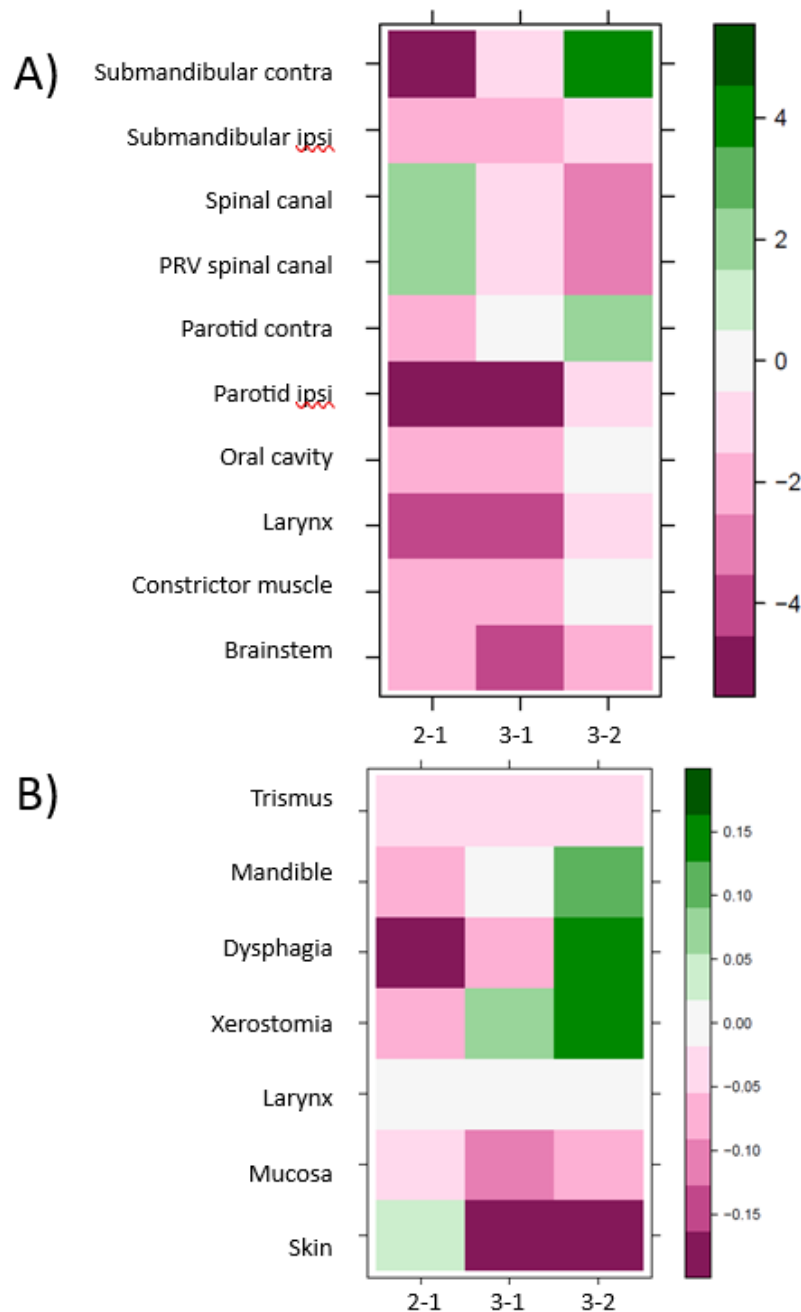 A)
Submandibular contra
Submandibular ipsi
Spinal canal
PRV spinal canal
Parotid contra
Parotid ipsi
Oral cavity
Larynx
Constrictor muscle
Brainstem
2-1 3-1 3-2
4
2
0
−2
−4
B)
Trismus
Mandible
Dysphagia
Xerostomia
Larynx
Mucosa
Skin
2-1 3-1 3-2
0.15
0.10
0.05
0.00
−0.05
−0.10
−0.15